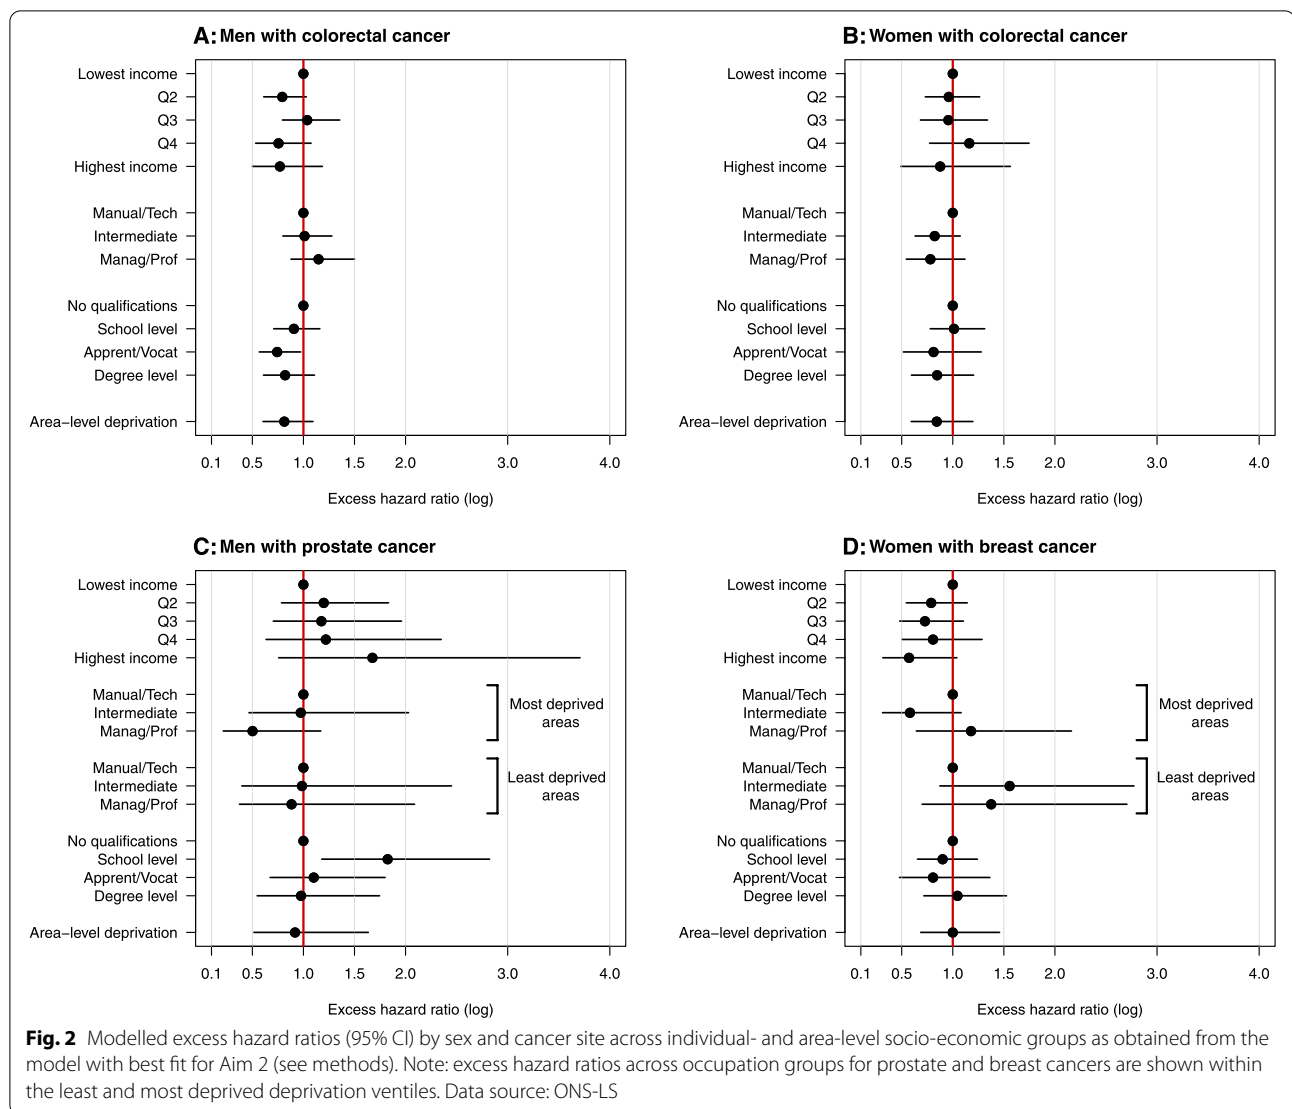 A: Men with colorectal cancer
Lowest income
Q2
Q3
Q4
Highest income
Manual/Tech
Intermediate
Manag/Prof
No qualifications
School level
Apprent/Vocat
Degree level
Area−level deprivation
0.1 0.5 1.0 1.5 2.0 3.0 4.0
Excess hazard ratio (log)
B: Women with colorectal cancer
Lowest income
Q2
Q3
Q4
Highest income
Manual/Tech
Intermediate
Manag/Prof
No qualifications
School level
Apprent/Vocat
Degree level
Area−level deprivation
0.1 0.5 1.0 1.5 2.0 3.0 4.0
Excess hazard ratio (log)
C: Men with prostate cancer
Lowest income
Q2
Q3
Q4
Highest income
Manual/Tech
Intermediate
Manag/Prof
Most deprived
areas
Manual/Tech
Intermediate
Manag/Prof
Least deprived
areas
No qualifications
School level
Apprent/Vocat
Degree level
Area−level deprivation
0.1 0.5 1.0 1.5 2.0 3.0 4.0
Excess hazard ratio (log)
D: Women with breast cancer
Lowest income
Q2
Q3
Q4
Highest income
Manual/Tech
Intermediate
Manag/Prof
Most deprived
areas
Manual/Tech
Intermediate
Manag/Prof
Least deprived
areas
No qualifications
School level
Apprent/Vocat
Degree level
Area−level deprivation
0.1 0.5 1.0 1.5 2.0 3.0 4.0
Excess hazard ratio (log)
Fig. 2 Modelled excess hazard ratios (95% CI) by sex and cancer site across individual- and area-level socio-economic groups as obtained from the
model with best fit for Aim 2 (see methods). Note: excess hazard ratios across occupation groups for prostate and breast cancers are shown within
the least and most deprived deprivation ventiles. Data source: ONS-LS